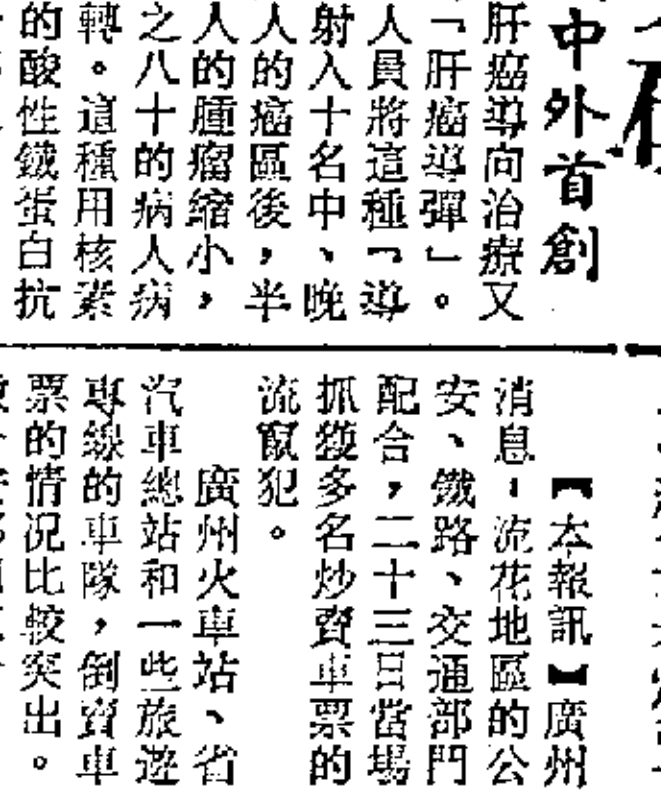 中外首創
肝癌導向治療又
「肝癌導彈」。
人員將這種「導
射入十名中、晚
人的癌區後，半
人的腫瘤縮小，
之八十的病人病
轉。這種用核素
的酸性鐵蛋白抗
【本報訊】廣州
消息：流花地區的公
安、鐵路、交通部門
配合，二十三日當場
抓獲多名炒賣車票的
流竄犯。
廣州火車站、省
汽車總站和一些旅遊
專線的車隊，倒賣車
票的情況比較突出。